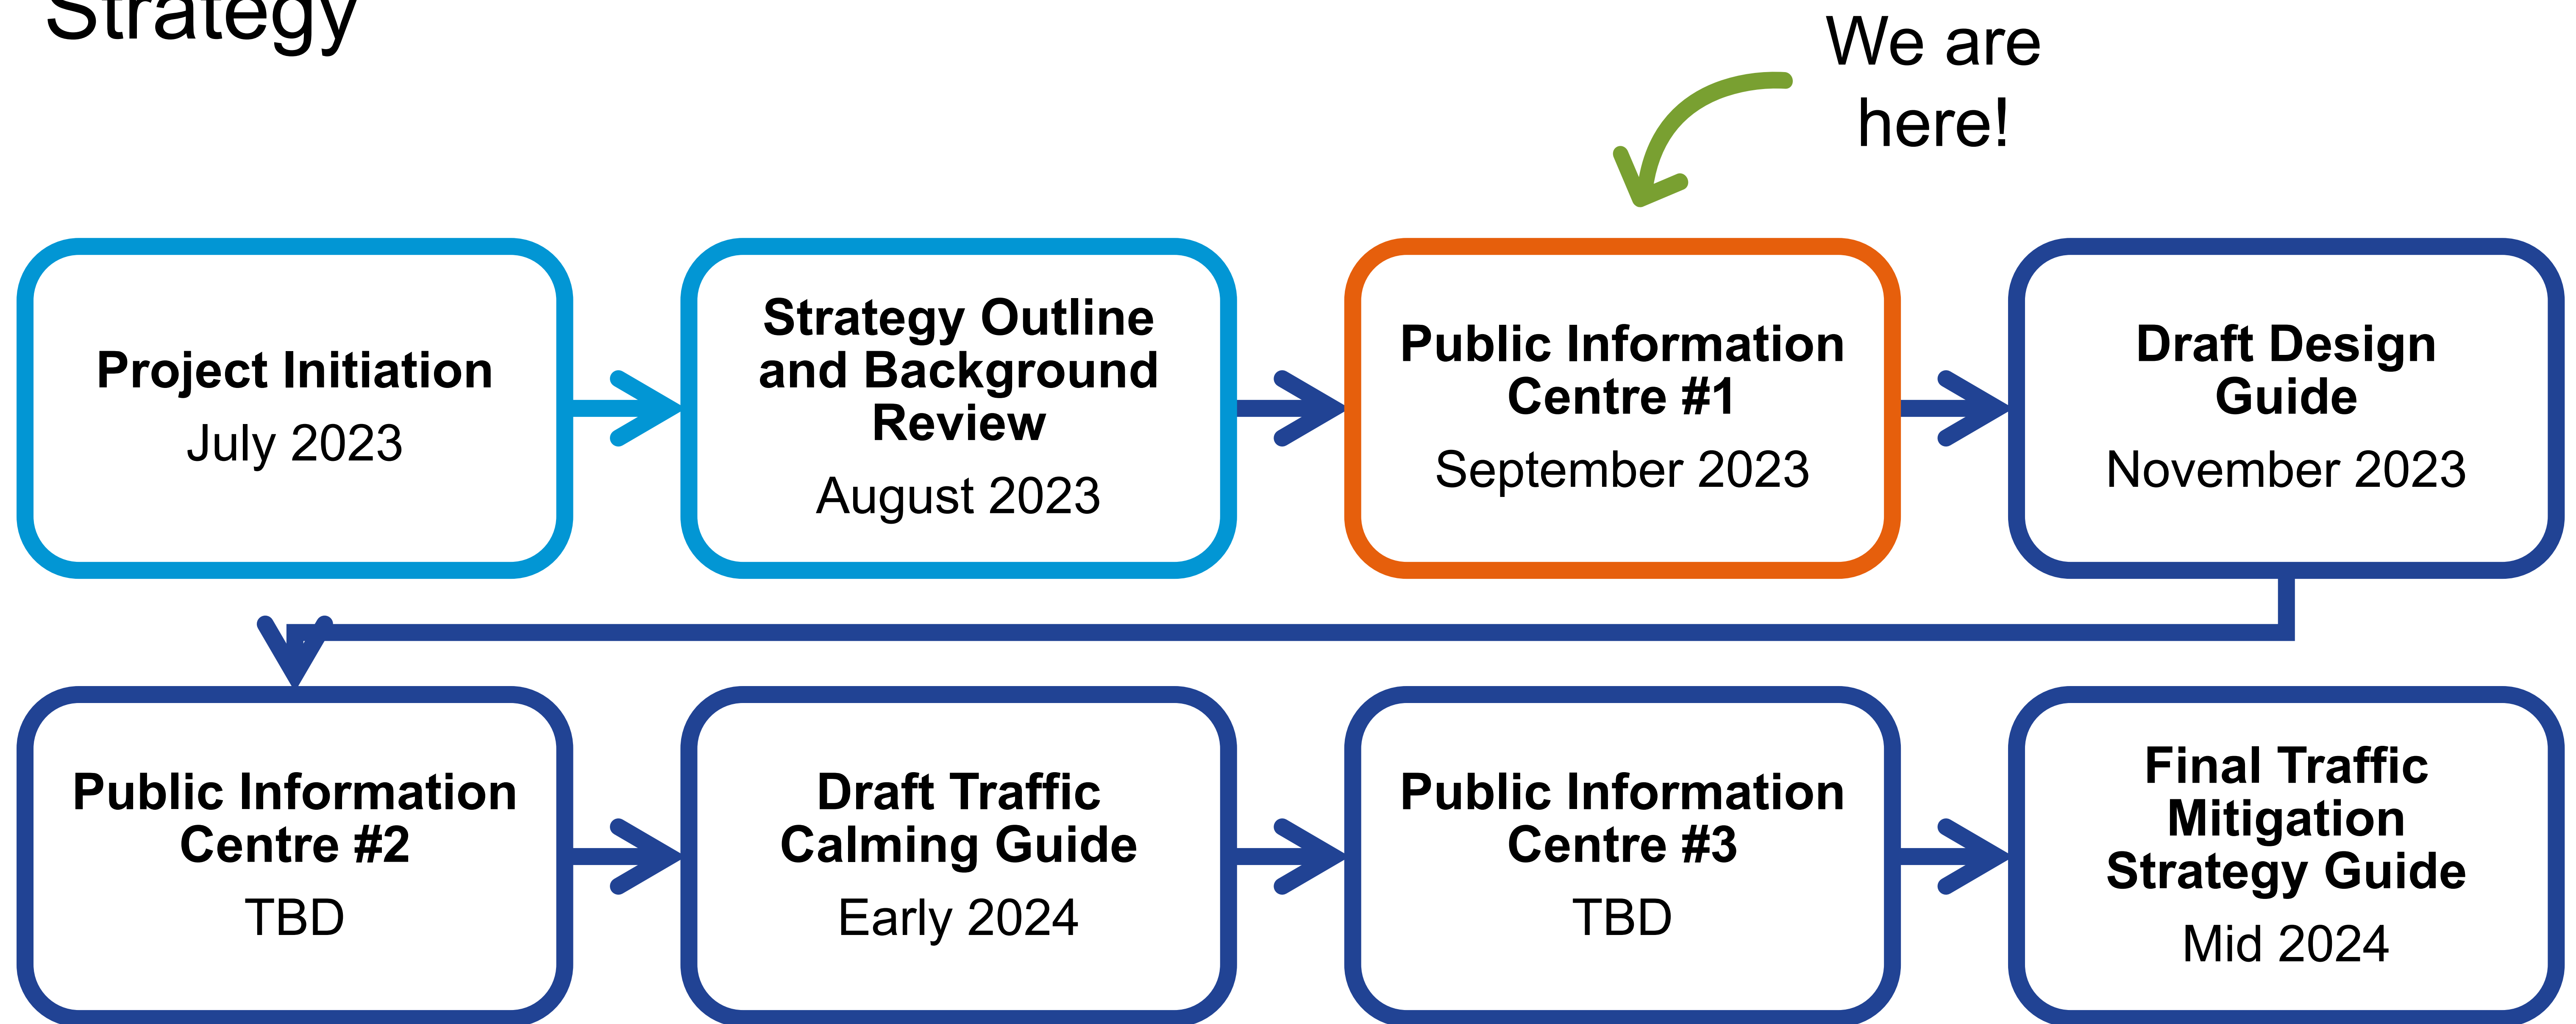 Strategy
We are
here!
Project Initiation
July 2023
Strategy Outline
and Background
Review
August 2023
Public Information
Centre #1
September 2023
Draft Design
Guide
November 2023
Public Information
Centre #2
TBD
Draft Traffic
Calming Guide
Early 2024
Public Information
Centre #3
TBD
Final Traffic
Mitigation
Strategy Guide
Mid 2024